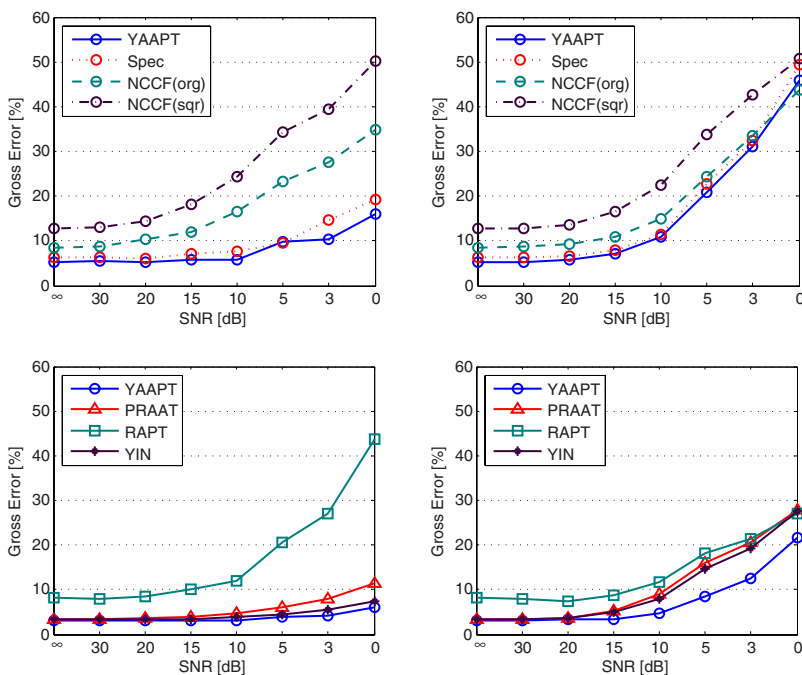 60
50
40
30
20
10
0
Gross Error [%]
YAAPT
Spec
NCCF(org)
NCCF(sqr)
∞ 30 20 15 10 5 3 0
SNR [dB]
60
50
40
30
20
10
0
Gross Error [%]
YAAPT
Spec
NCCF(org)
NCCF(sqr)
∞ 30 20 15 10 5 3 0
SNR [dB]
60
50
40
30
20
10
0
Gross Error [%]
YAAPT
PRAAT
RAPT
YIN
∞ 30 20 15 10 5 3 0
SNR [dB]
60
50
40
30
20
10
0
Gross Error [%]
YAAPT
PRAAT
RAPT
YIN
∞ 30 20 15 10 5 3 0
SNR [dB]